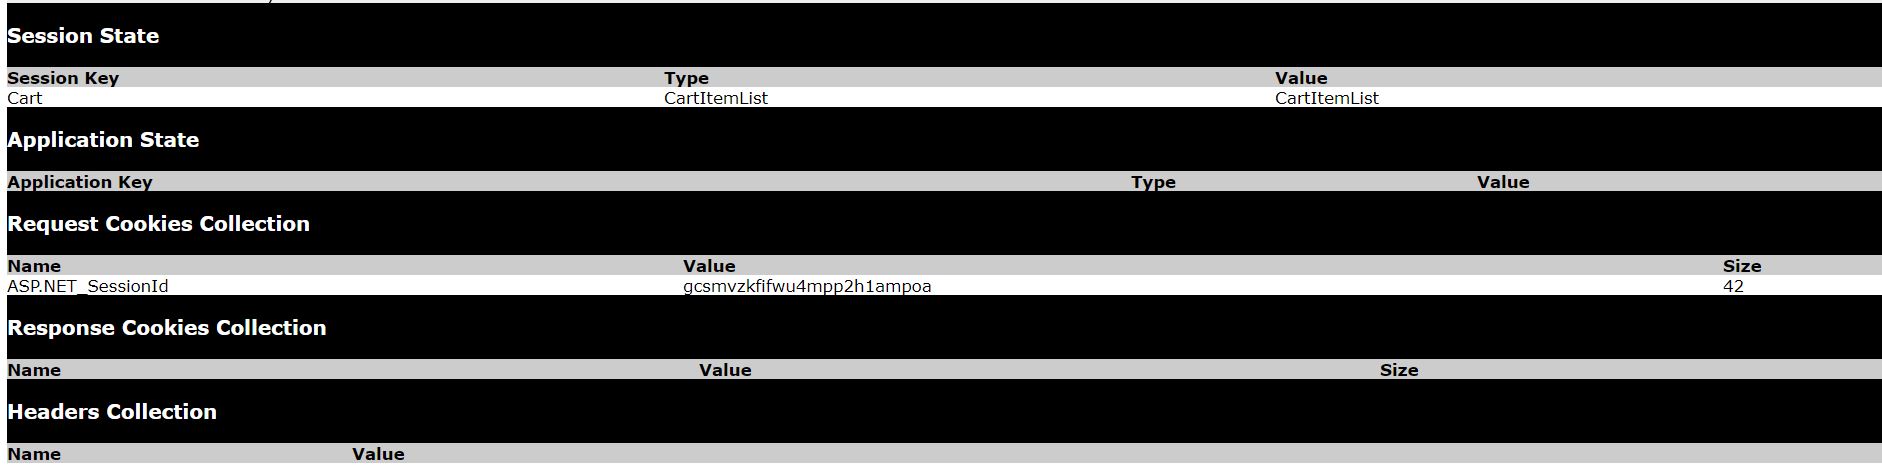 Session State
Session Key Type Value
Cart CartItemList CartItemList
Application State
Application Key Type Value
Request Cookies Collection
Name Value Size
ASP.NET_SessionId gcsmvzkfifwu4mpp2h1ampoa 42
Response Cookies Collection
Name Value Size
Headers Collection
Name Value